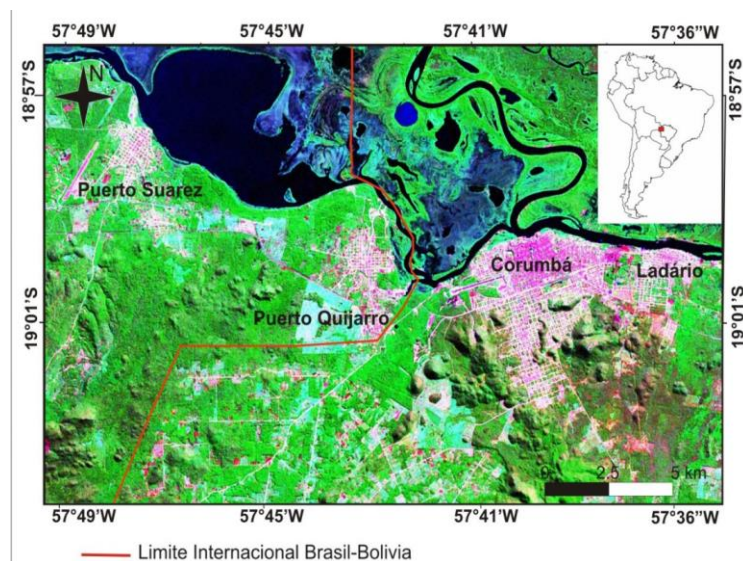 57°49"W 57°45"W 57°41"W 57°36”W
N
18°57"S
18°57"S
Puerto Suarez
Corumbá
Ladário
Puerto Quijarro
19°01"S
19°01"S
0 2.5 5 km
57°49"W 57°45"W 57°41"W 57°36"W
Limite Internacional Brasil-Bolivia